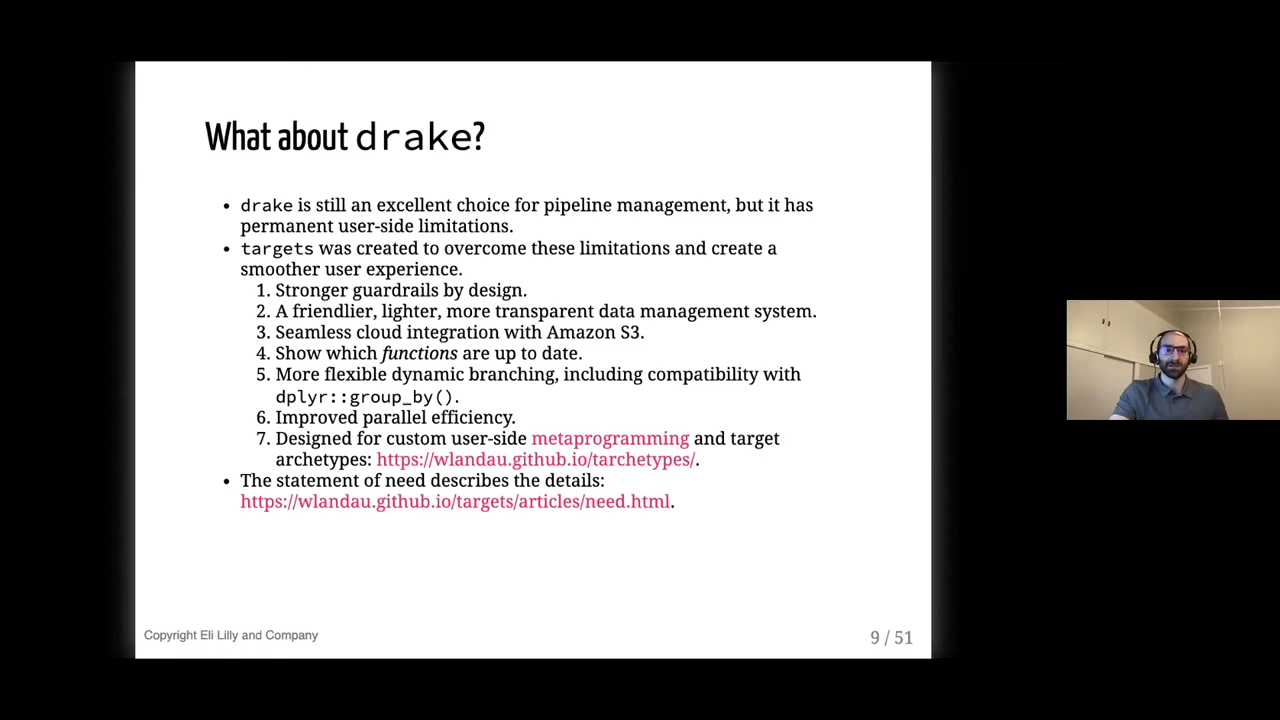 What about drake?
• drake is still an excellent choice for pipeline management, but it has
permanent user-side limitations.
• targets was created to overcome these limitations and create a
smoother user experience.
1. Stronger guardrails by design.
2. A friendlier, lighter, more transparent data management system.
3. Seamless cloud integration with Amazon S3.
4. Show which functions are up to date.
5. More flexible dynamic branching, including compatibility with
dplyr::group_by().
6. Improved parallel efficiency.
7. Designed for custom user-side metaprogramming and target
archetypes: https://wlandau.github.io/tarchetypes/.
• The statement of need describes the details:
https://wlandau.github.io/targets/articles/need.html.
Copyright Eli Lilly and Company
9 / 51